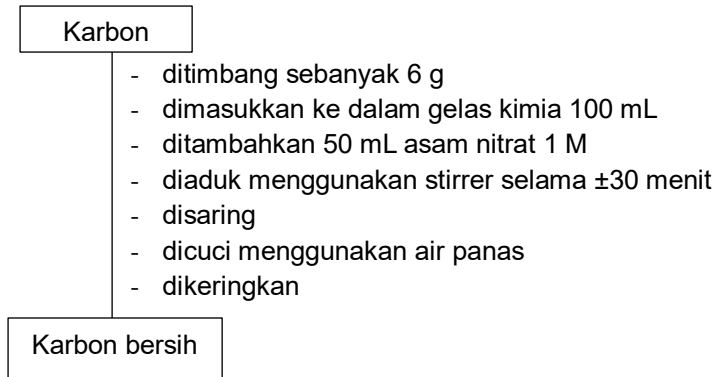 Karbon
- ditimbang sebanyak 6 g
- dimasukkan ke dalam gelas kimia 100 mL
- ditambahkan 50 mL asam nitrat 1 M
- diaduk menggunakan stirrer selama ±30 menit
- disaring
- dicuci menggunakan air panas
- dikeringkan
Karbon bersih